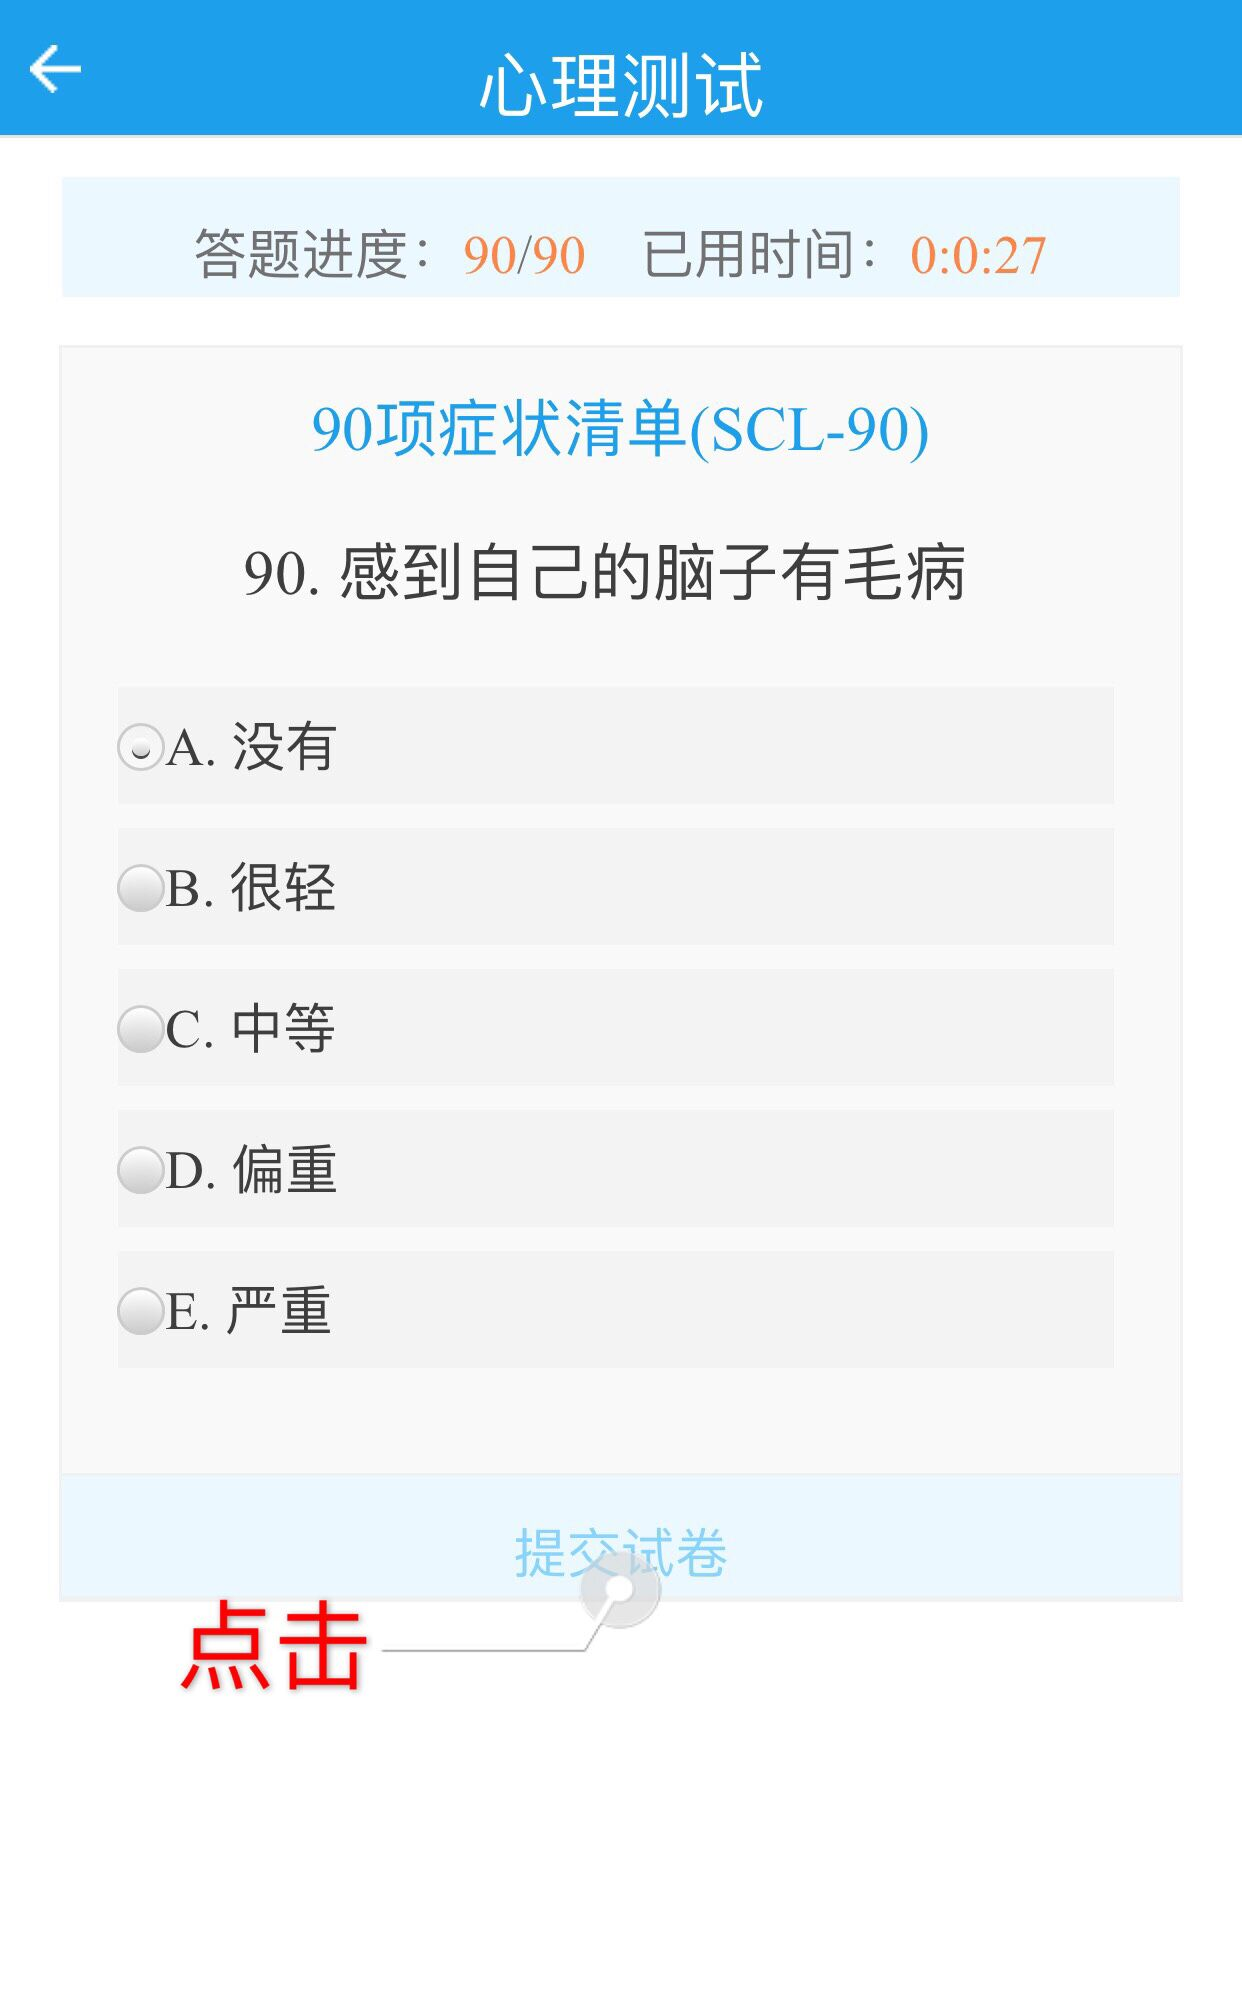 心理测试
答题进度：90/90 已用时间：0:0:27
90项症状清单(SCL-90)
90. 感到自己的脑子有毛病
A. 没有
B. 很轻
C. 中等
D. 偏重
E. 严重
提交试卷
点击